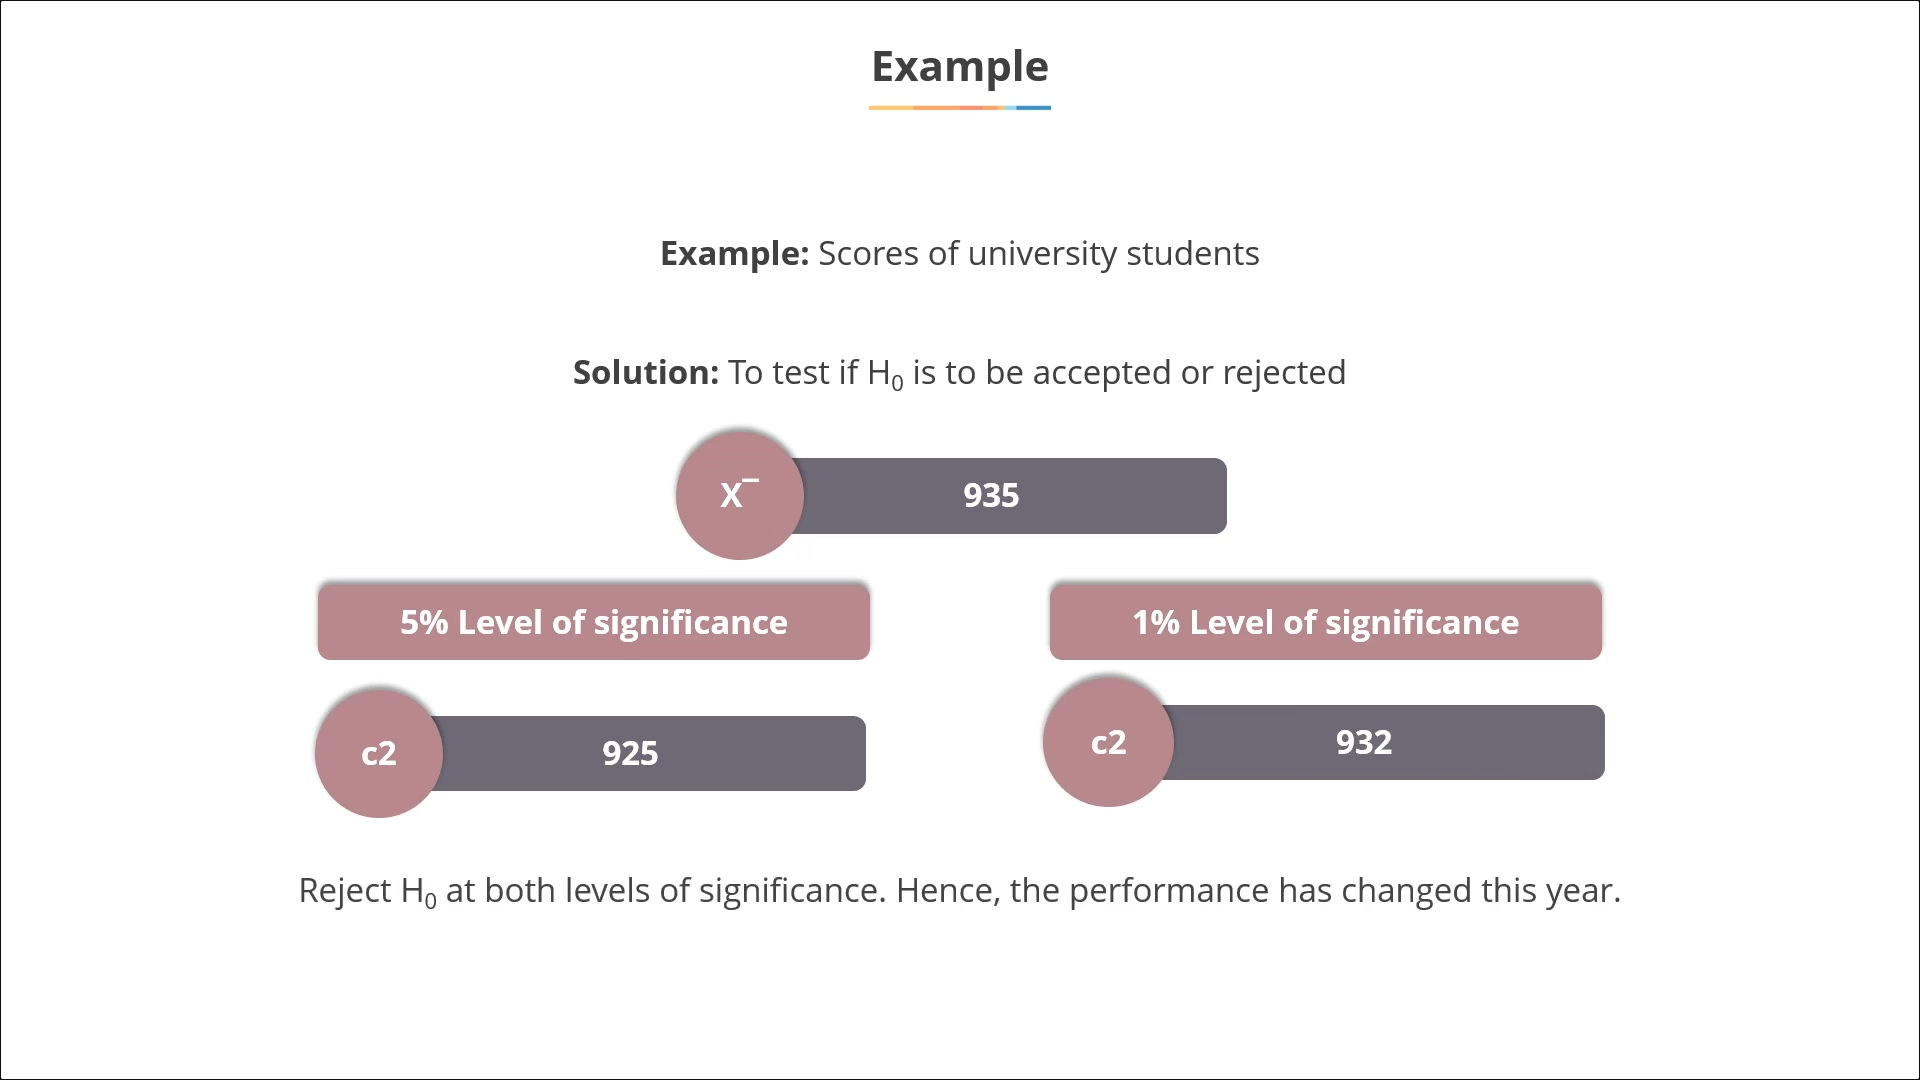 Example
Example: Scores of university students
Solution: To test if H₀ is to be accepted or rejected
X¯ 935
5% Level of significance
1% Level of significance
c2 925
c2 932
Reject H₀ at both levels of significance. Hence, the performance has changed this year.